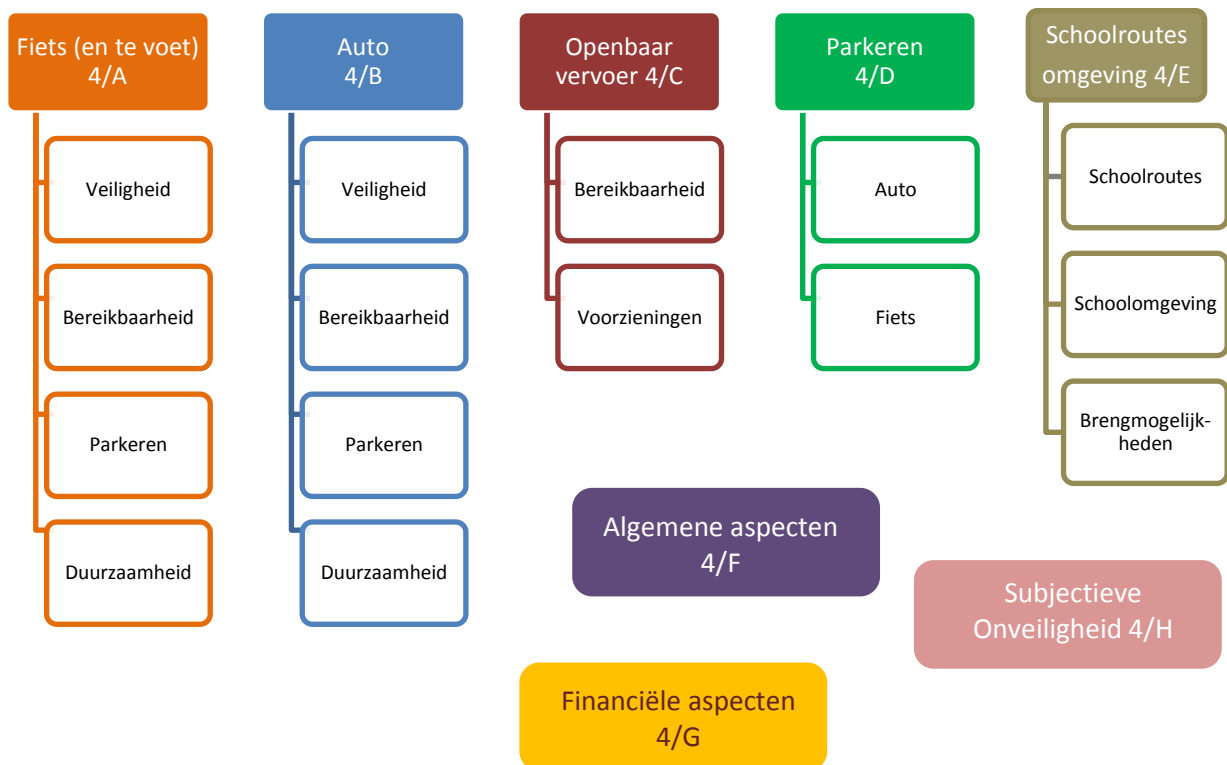 Fiets (en te voet)
4/A
Veiligheid
Bereikbaarheid
Parkeren
Duurzaamheid
Auto
4/B
Veiligheid
Bereikbaarheid
Parkeren
Duurzaamheid
Openbaar
vervoer 4/C
Bereikbaarheid
Voorzieningen
Parkeren
4/D
Auto
Fiets
Schoolroutes
omgeving 4/E
Schoolroutes
Schoolomgeving
Brengmogelijk-
heden
Algemene aspecten
4/F
Subjectieve
Onveiligheid 4/H
Financiële aspecten
4/G